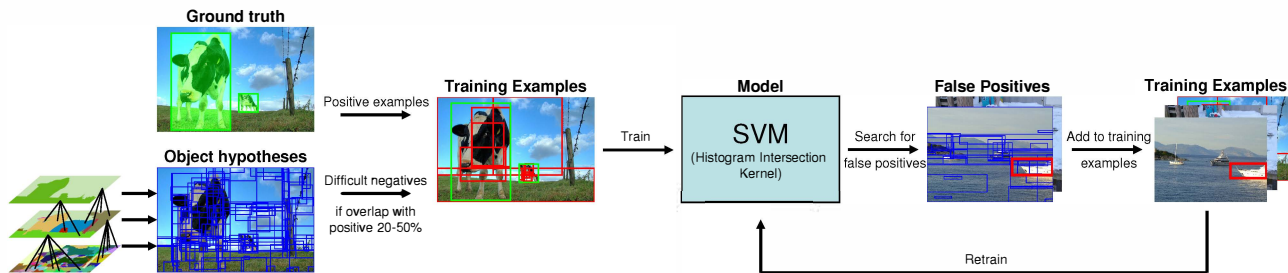 Ground truth
Positive examples
Object hypotheses
Difficult negatives
if overlap with
positive 20-50%
Training Examples
Train
Model
SVM
(Histogram Intersection
Kernel)
Search for
false positives
False Positives
Add to training
examples
Training Examples
Retrain